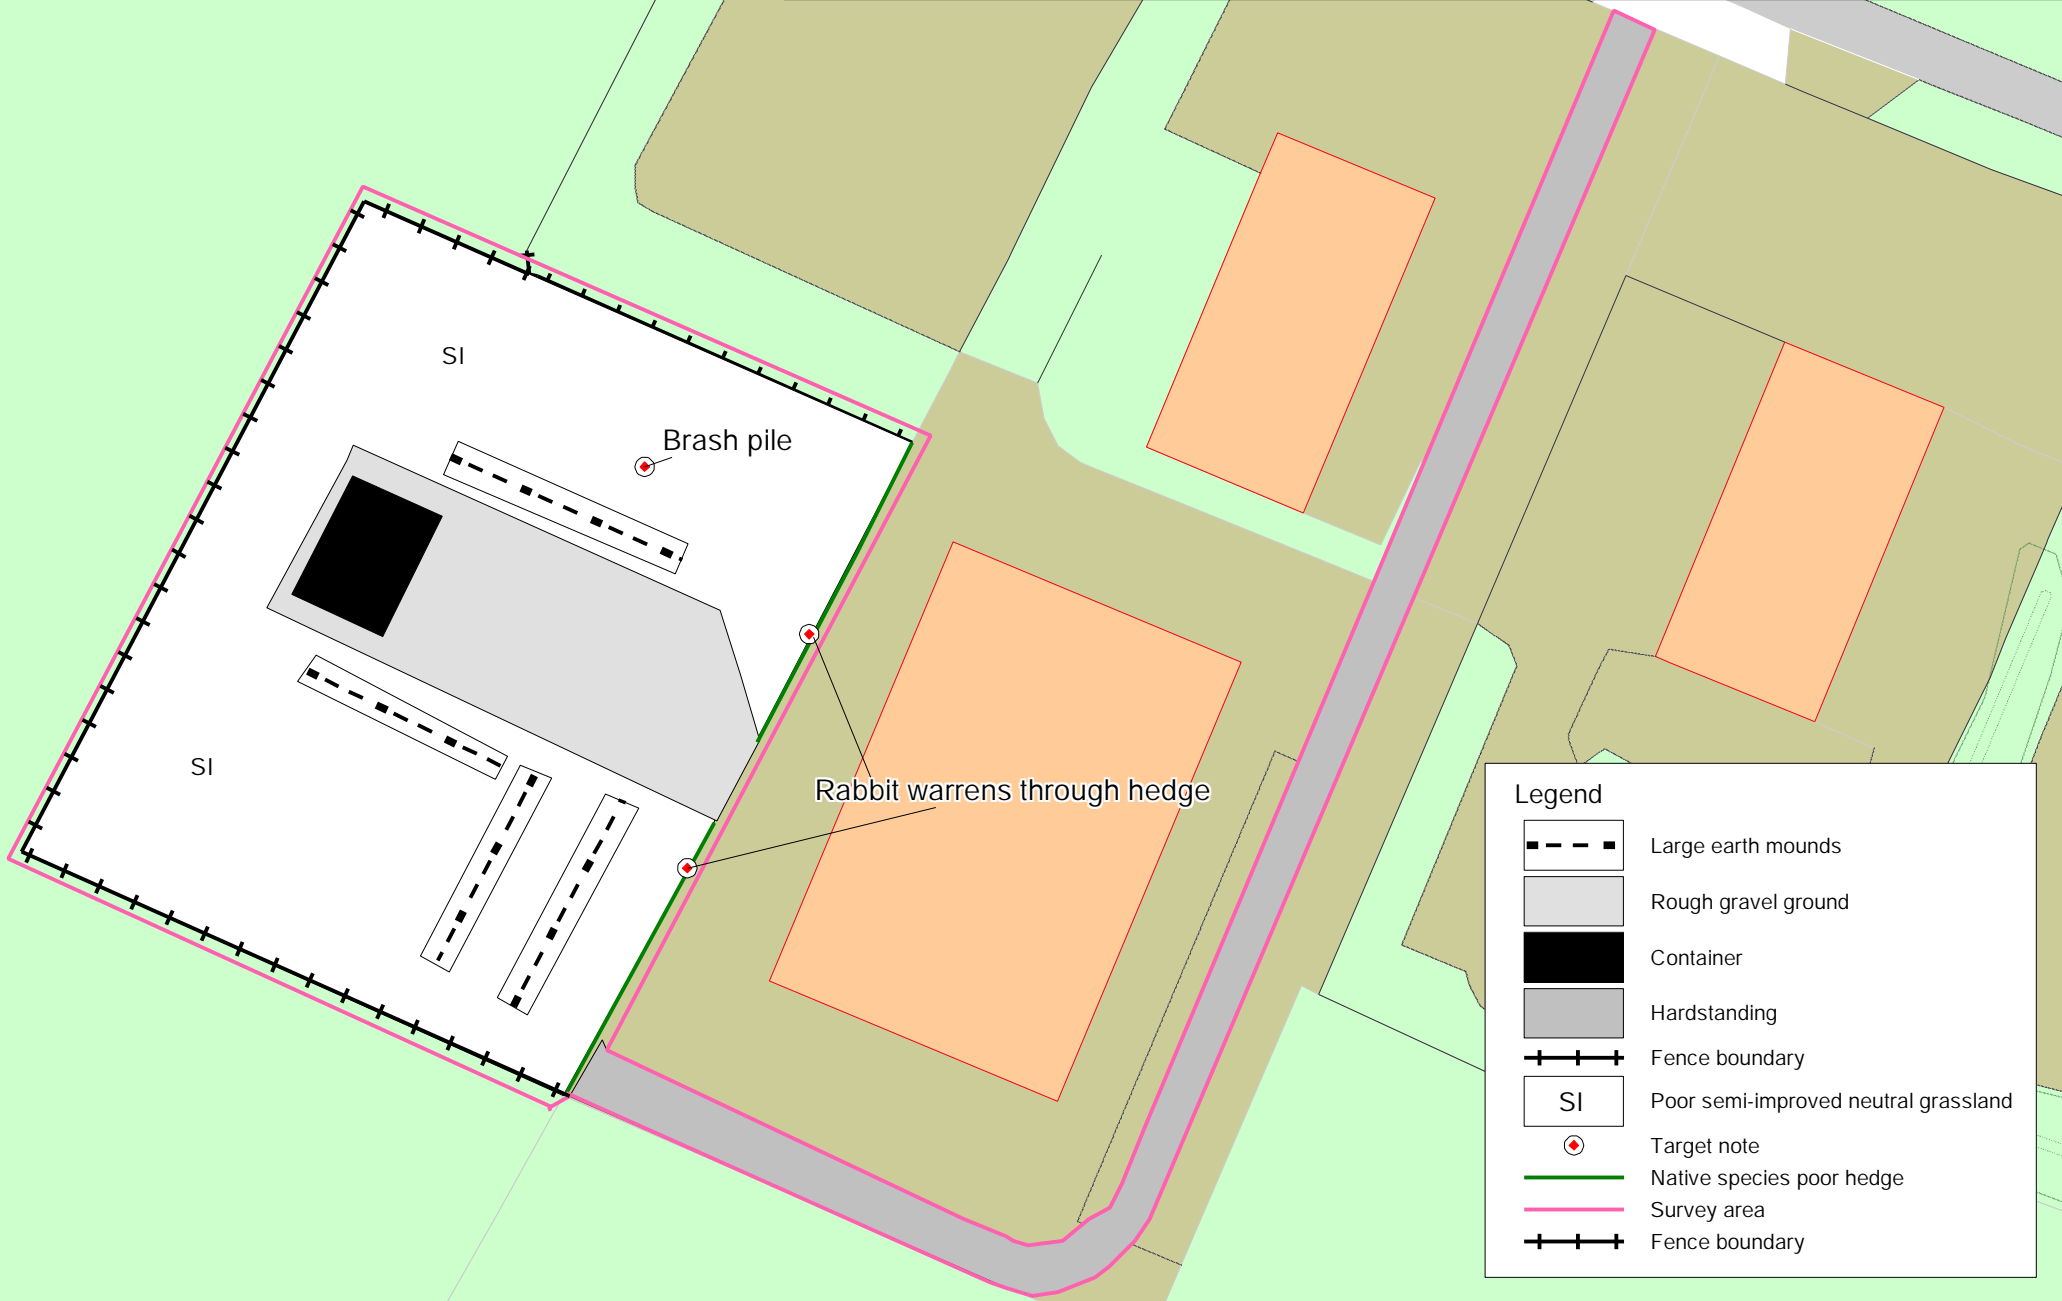 SI
Brash pile
SI
Rabbit warrens through hedge
Legend
Large earth mounds
Rough gravel ground
Container
Hardstanding
Fence boundary
SI Poor semi-improved neutral grassland
Target note
Native species poor hedge
Survey area
Fence boundary